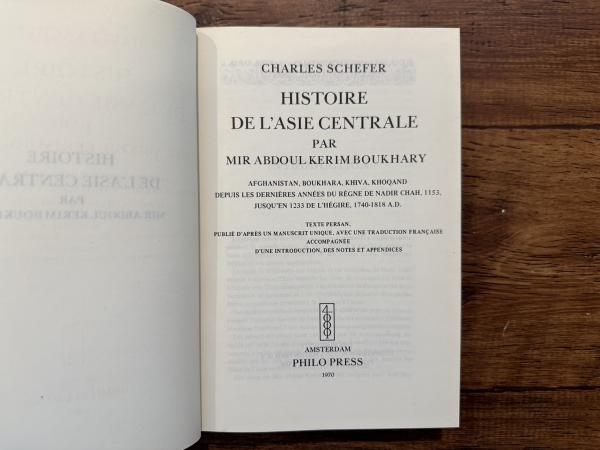 CHARLES SCHEFER
HISTOIRE
DE L'ASIE CENTRALE
PAR
MIR ABDOUL KERIM BOUKHARY
AFGHANISTAN, BOUKHARA, KHIVA, KHOQAND
DEPUIS LES DERNIÈRES ANNÉES DU RÈGNE DE NADIR CHAH, 1153,
JUSQU'EN 1233 DE L'HÉGIRE, 1740-1818 A.D.
TEXTE PERSAN,
PUBLIÉ D'APRÈS UN MANUSCRIT UNIQUE, AVEC UNE TRADUCTION FRANÇAISE
ACCOMPAGNÉE
D'UNE INTRODUCTION, DES NOTES ET APPENDICES
AMSTERDAM
PHILO PRESS
1970